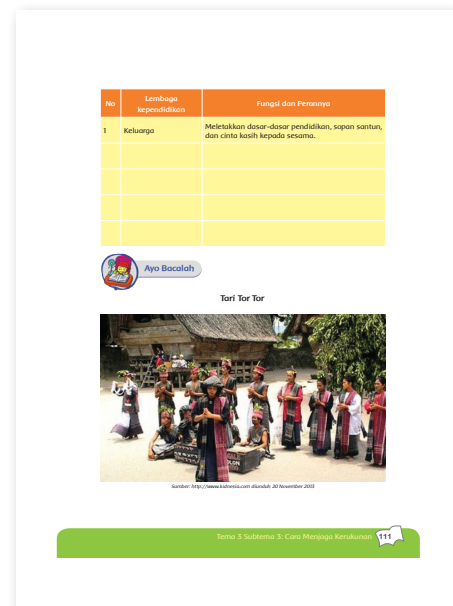 No
Lembaga
kependidikan
Fungsi dan Perannya
1
Keluarga
Meletakkan dasar-dasar pendidikan, sopan santun,
dan cinta kasih kepada sesama.
Ayo Bacalah
Tari Tor Tor
Sumber: http://www.kidnesia.com diunduh 20 November 2015
Tema 5 Subtema 3: Cara Menjaga Kerukunan
111